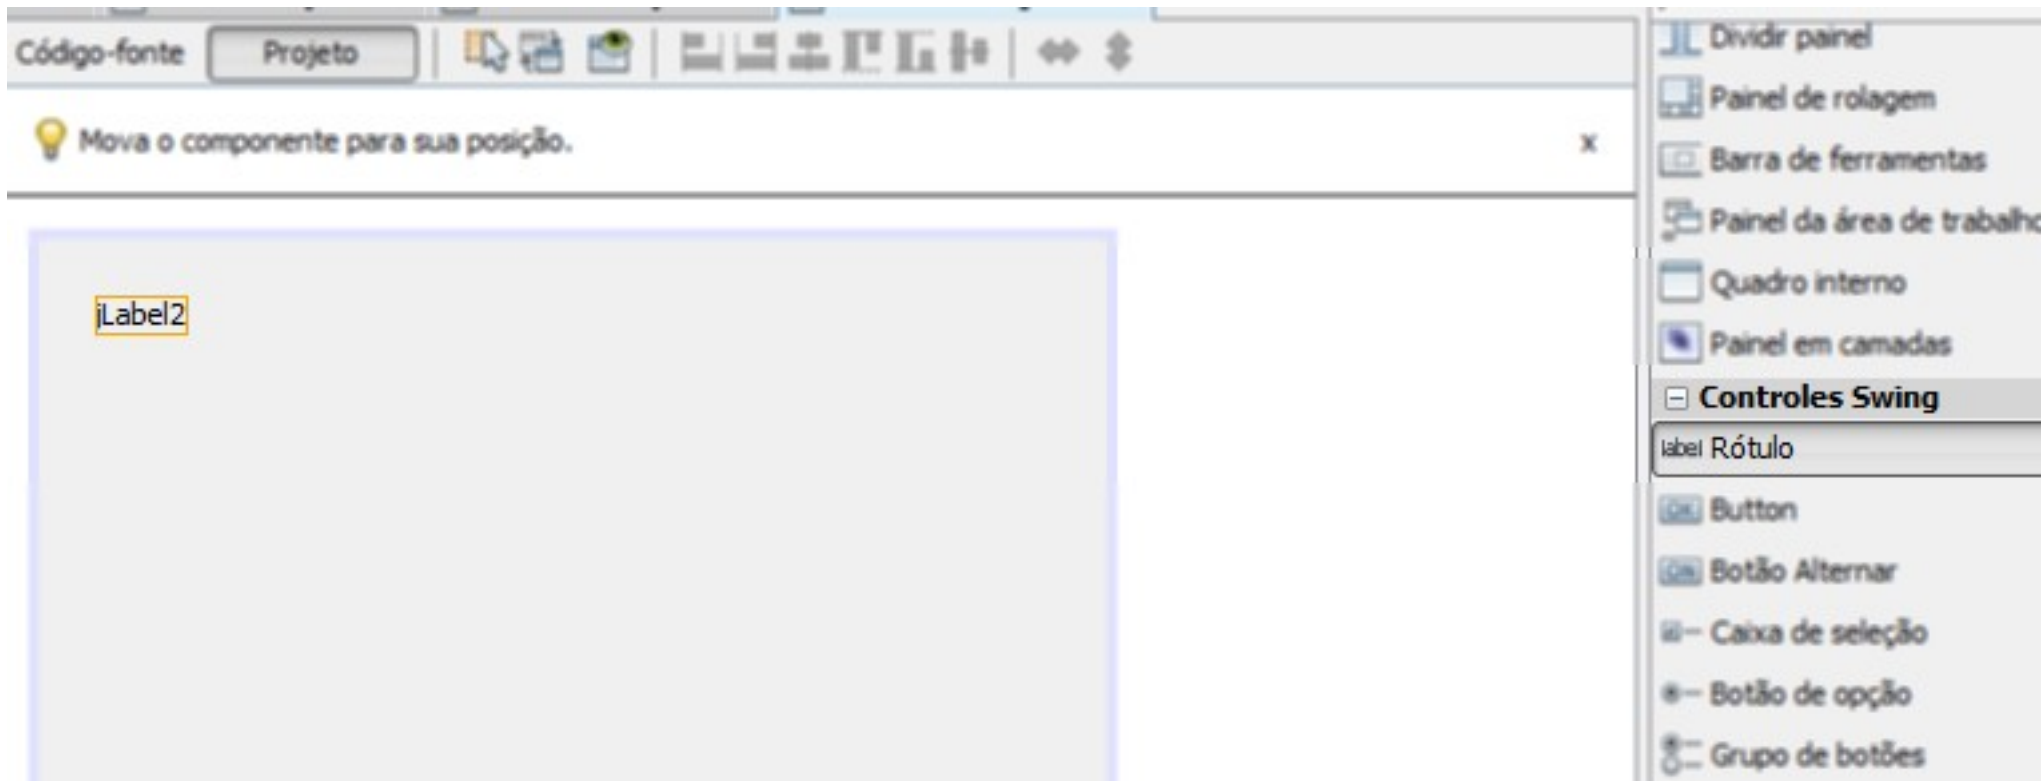 Código-fonte Projeto
Mova o componente para sua posição. x
jLabel2
Dividir painel
Painel de rolagem
Barra de ferramentas
Painel da área de trabalho
Quadro interno
Painel em camadas
Controles Swing
label Rótulo
OK Button
ON Botão Alternar
Caixa de seleção
Botão de opção
Grupo de botões